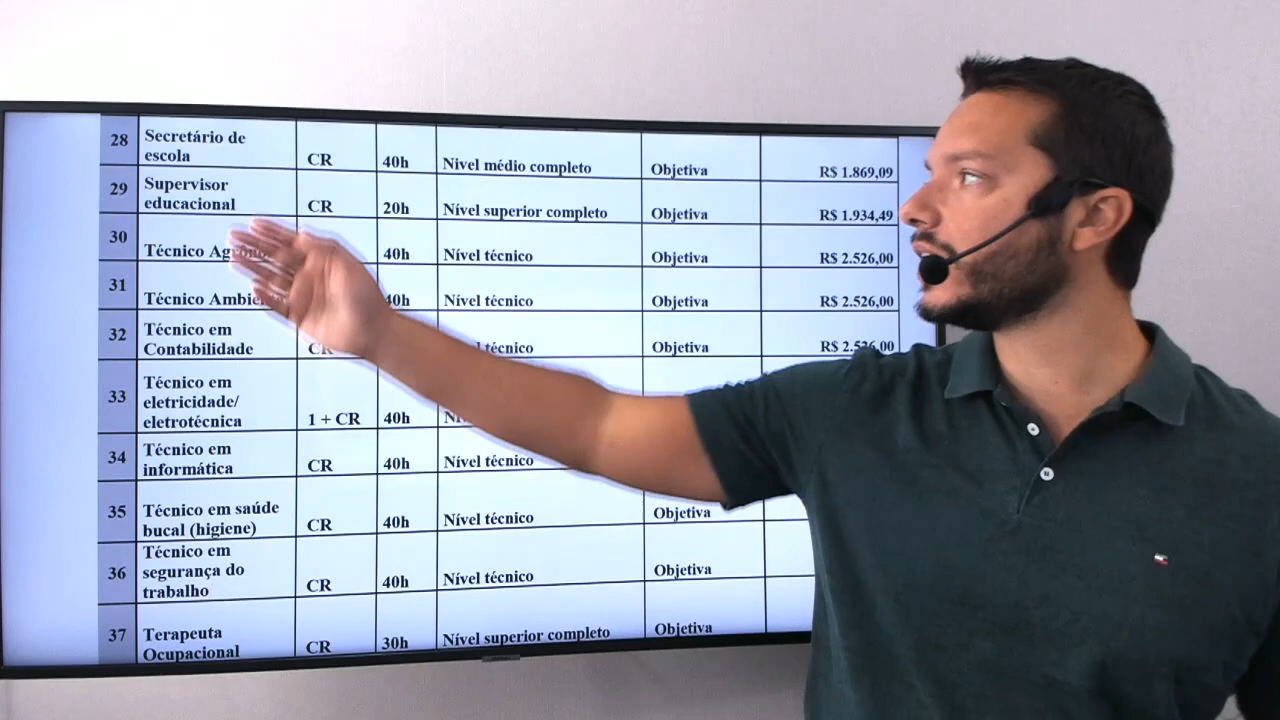 28 Secretário de
escola CR 40h Nível médio completo Objetiva R$ 1.869,09
29 Supervisor
educacional CR 20h Nível superior completo Objetiva R$ 1.934,49
30
Técnico 40h Nível técnico Objetiva R$ 2.526,00
31
Técnico 40h Nível técnico Objetiva R$ 2.526,00
32 Técnico em
Contabilidade CR técnico Objetiva R$ 2.526,00
33 Técnico em
eletricidade/
eletrotécnica 1 + CR 40h
34 Técnico em
informática CR 40h Nível técnico
35 Técnico em saúde
bucal (higiene) CR 40h Nível técnico Objetiva
36 Técnico em
segurança do
trabalho CR 40h Nível técnico Objetiva
37 Terapeuta
Ocupacional CR 30h Nível superior completo Objetiva